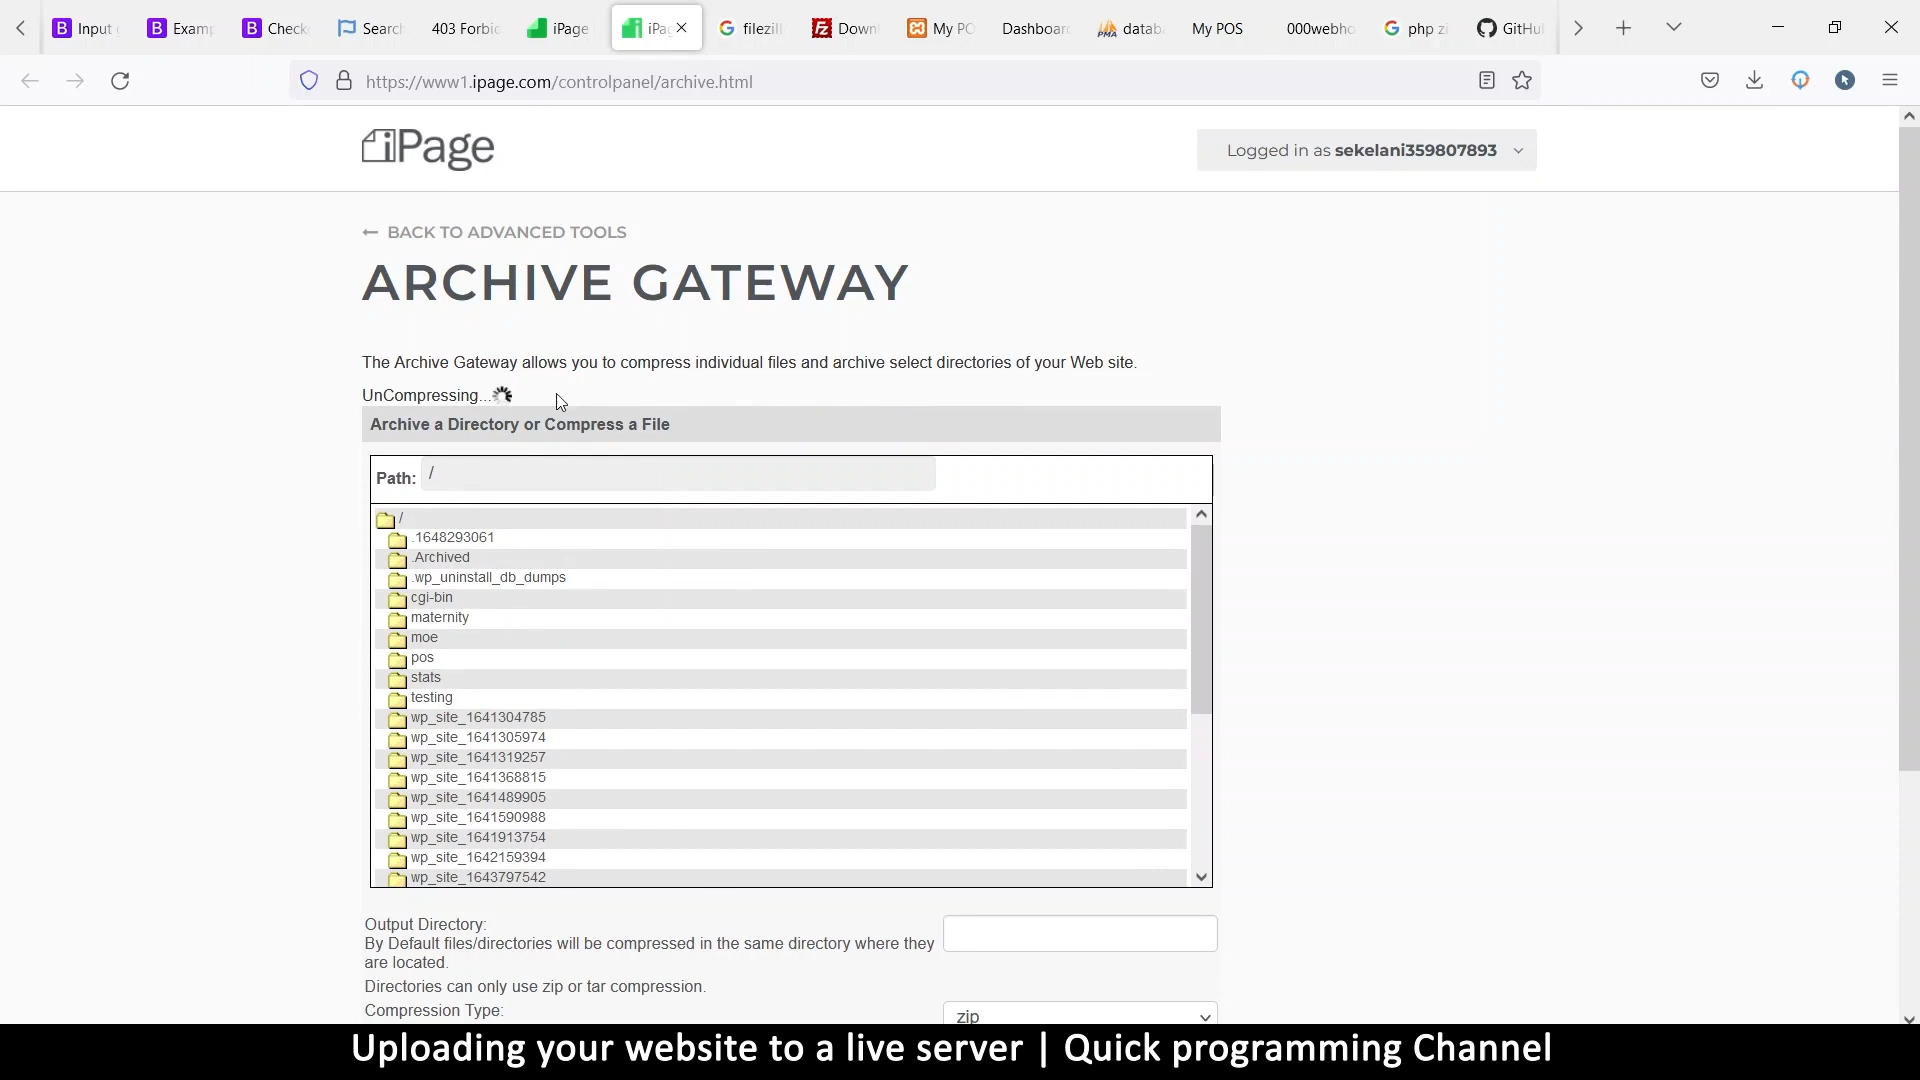 Input
Examp
Check
Search
403 Forbic
iPage
iPag
filezill
Down
My PO
Dashboar
datab
My POS
000webho
php zi
GitHu
https://www1.ipage.com/controlpanel/archive.html
iPage
Logged in as sekelani359807893
← BACK TO ADVANCED TOOLS
ARCHIVE GATEWAY
The Archive Gateway allows you to compress individual files and archive select directories of your Web site.
UnCompressing...
Archive a Directory or Compress a File
Path: /
/
.1648293061
.Archived
.wp_uninstall_db_dumps
cgi-bin
maternity
moe
pos
stats
testing
wp_site_1641304785
wp_site_1641305974
wp_site_1641319257
wp_site_1641368815
wp_site_1641489905
wp_site_1641590988
wp_site_1641913754
wp_site_1642159394
wp_site_1643797542
Output Directory:
By Default files/directories will be compressed in the same directory where they
are located.
Directories can only use zip or tar compression.
Compression Type:
zip
Uploading your website to a live server | Quick programming Channel